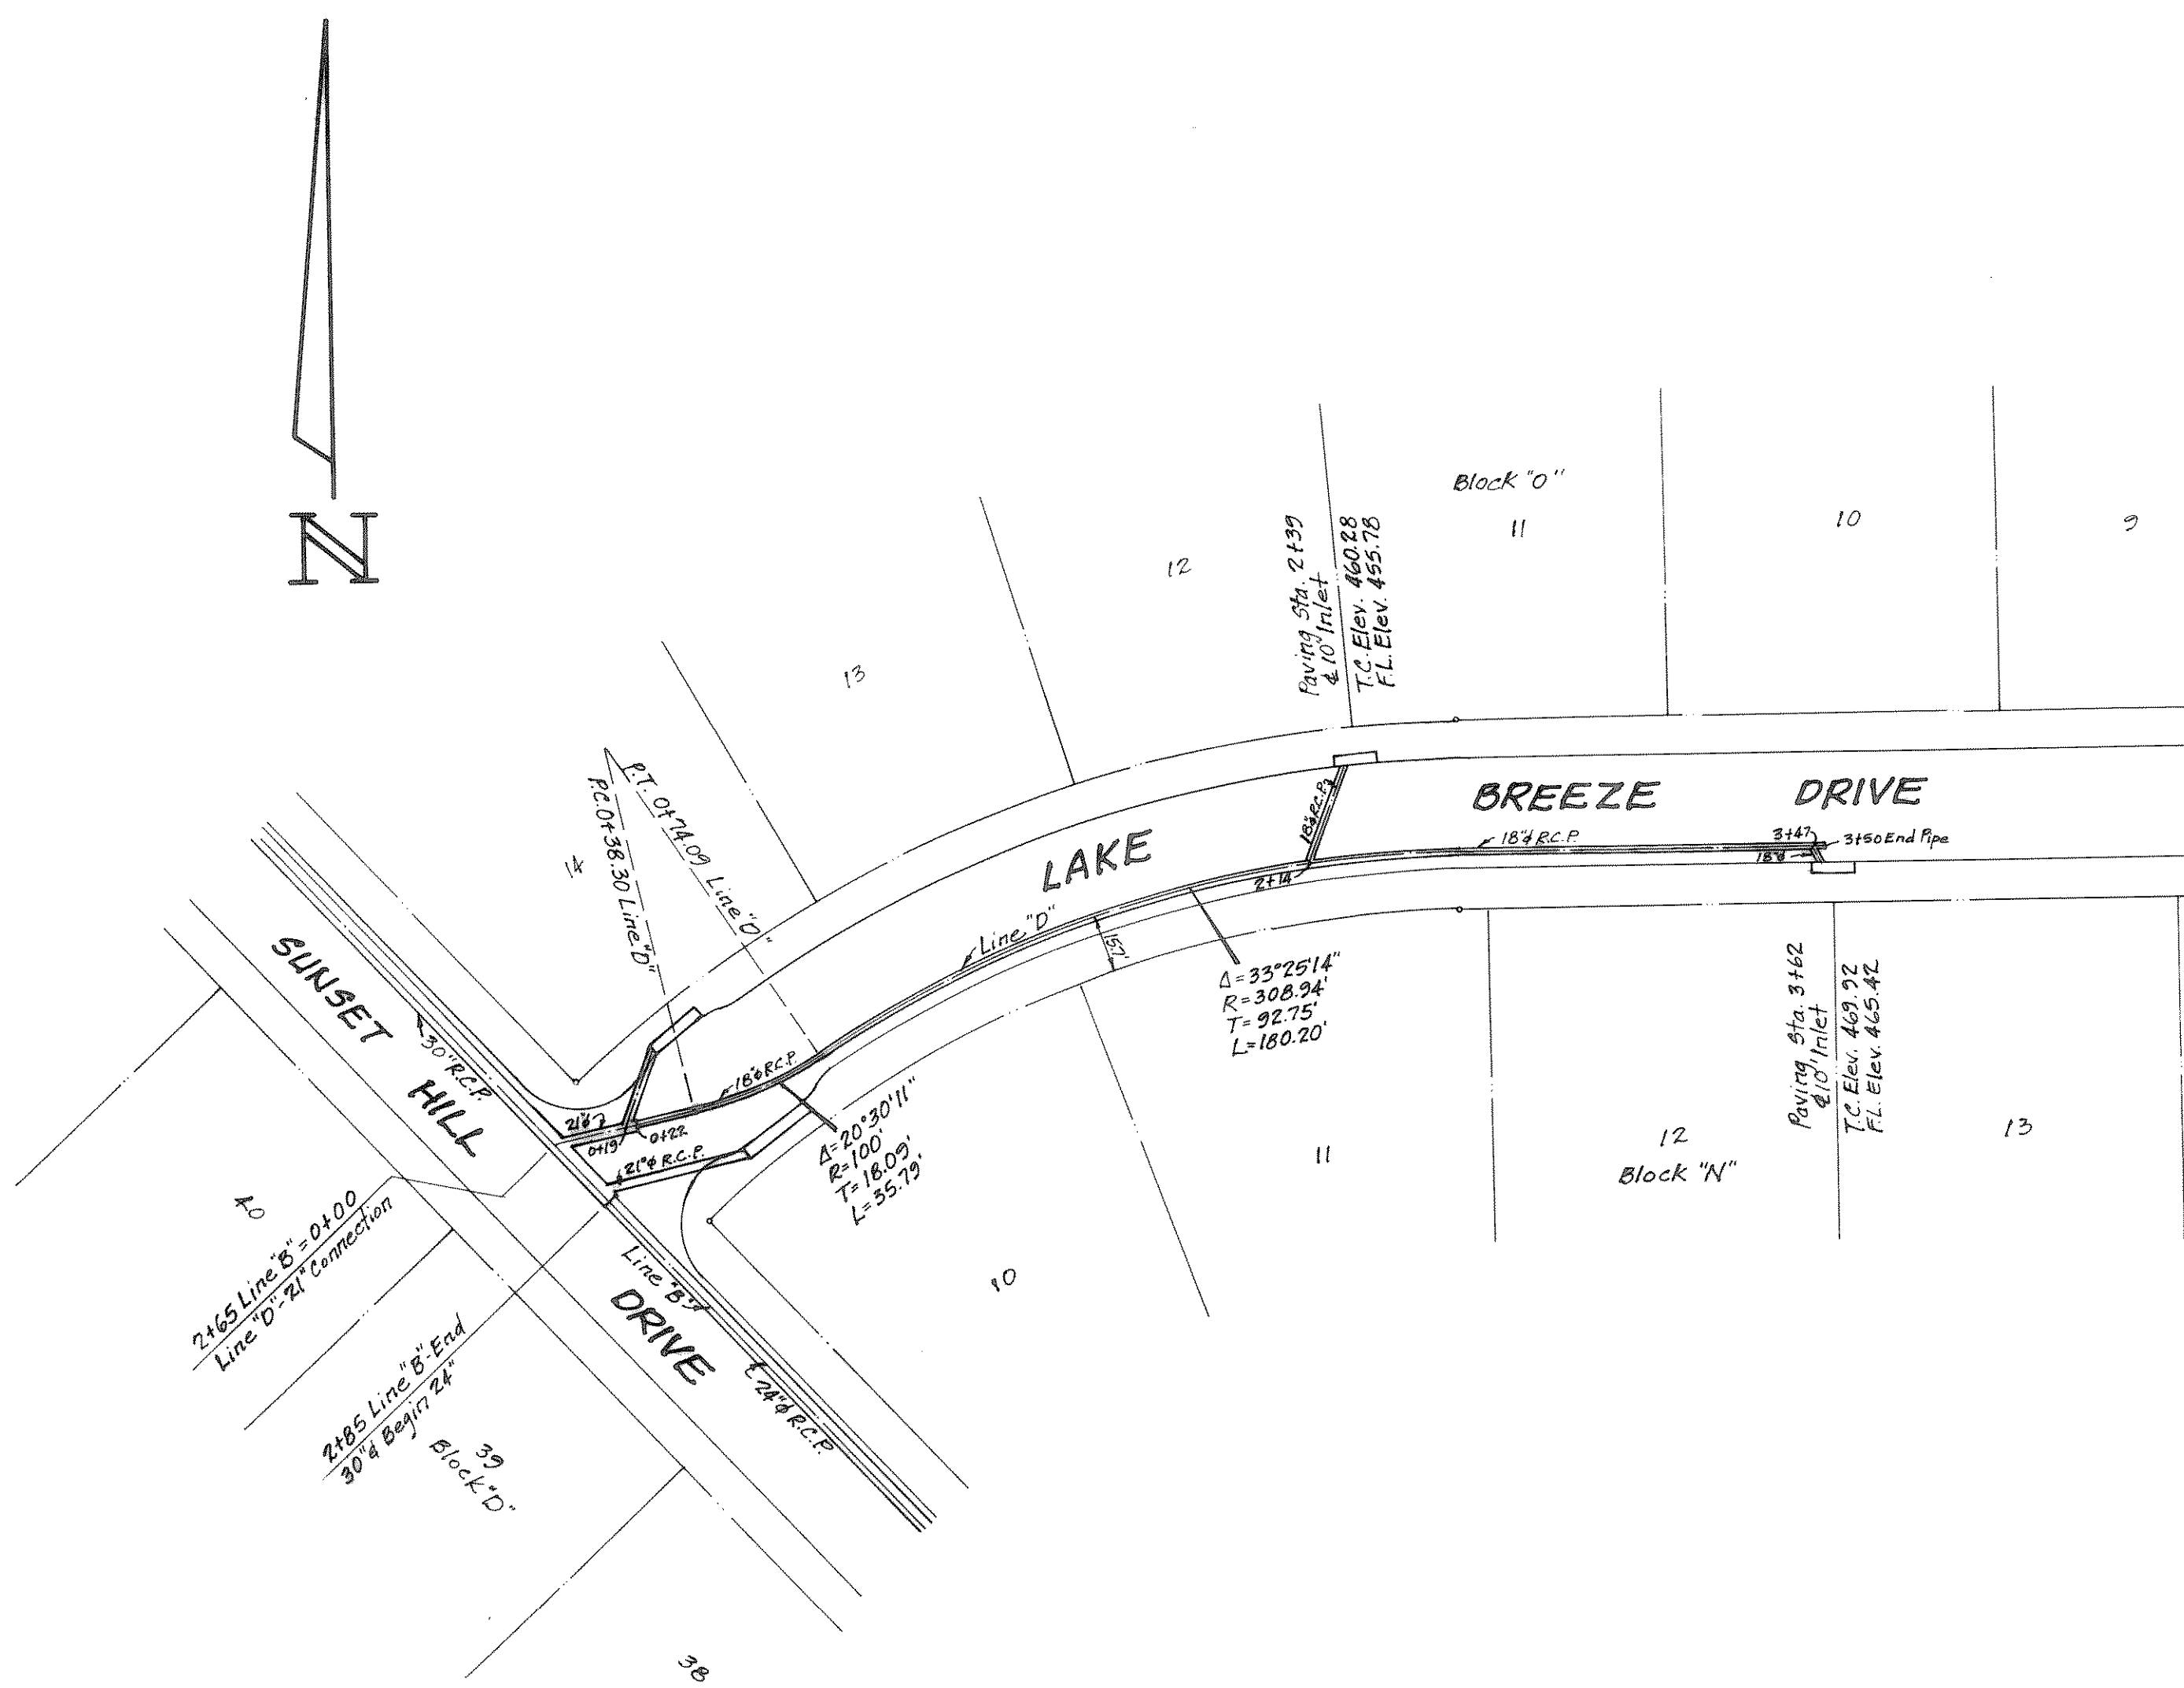 N
Block "O"
11
10
9
12
13
14
Paving Sta. 2+39
℄ 10' Inlet
T.C. Elev. 460.28
F.L. Elev. 455.78
P.T. 0+74.09 Line "D"
P.C. 0+38.30 Line "D"
LAKE
BREEZE
DRIVE
18"ϕ R.C.P.
18"ϕ R.C.P.
3+47
3+50 End Pipe
18"ϕ
2+14
Line "D"
15.7'
Δ=33°25'14"
R=308.94'
T=92.75'
L=180.20'
Paving Sta. 3+62
℄ 10' Inlet
T.C. Elev. 469.92
F.L. Elev. 465.42
SUNSET
HILL
DRIVE
30" R.C.P.
21"ϕ
0+19
0+22
18"ϕ R.C.P.
21"ϕ R.C.P.
Δ=20°30'11"
R=100'
T=18.09'
L=35.79'
11
12
Block "N"
13
10
40
2+65 Line "B" = 0+00
Line "D"-21" Connection
2+85 Line "B"-End
30" & Begin 24"
39
Block "D"
Line "B"
24"ϕ R.C.P.
38